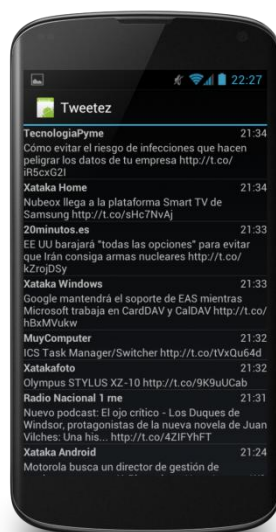 22:27
Tweetez
TecnologiaPyme 21:34
Cómo evitar el riesgo de infecciones que hacen
peligrar los datos de tu empresa http://t.co/
iR5cxG2I
Xataka Home 21:34
Nubeox llega a la plataforma Smart TV de
Samsung http://t.co/sHc7NvAj
20minutos.es 21:33
EE UU barajará "todas las opciones" para evitar
que Irán consiga armas nucleares http://t.co/
kZrojDSy
Xataka Windows 21:33
Google mantendrá el soporte de EAS mientras
Microsoft trabaja en CardDAV y CalDAV http://t.co/
hBxMVukw
MuyComputer 21:32
ICS Task Manager/Switcher http://t.co/tVxQu64d
Xatakafoto 21:32
Olympus STYLUS XZ-10 http://t.co/9K9uUCab
Radio Nacional 1 me 21:31
Nuevo podcast: El ojo crítico - Los Duques de
Windsor, protagonistas de la nueva novela de Juan
Vilches: Una his... http://t.co/4ZIFYhFT
Xataka Android 21:24
Motorola busca un director de gestión de